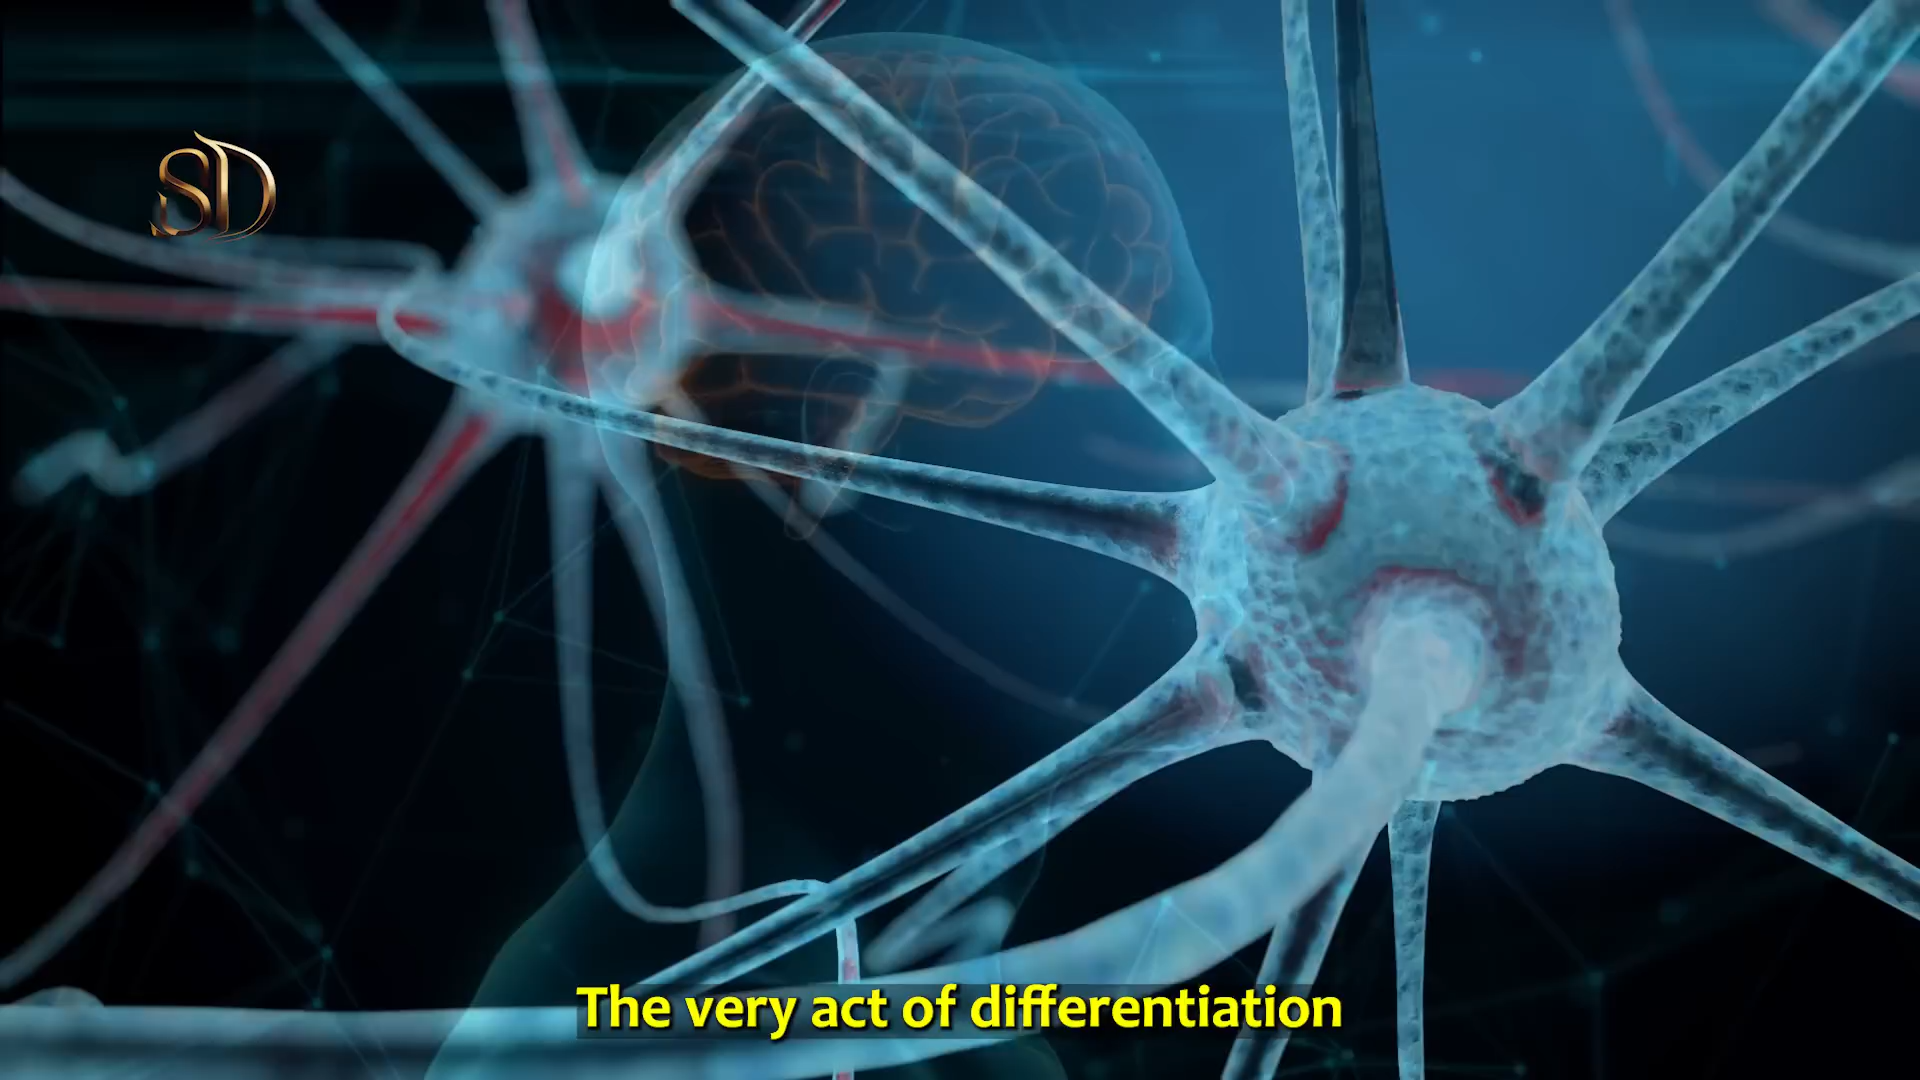 SD
The very act of differentiation